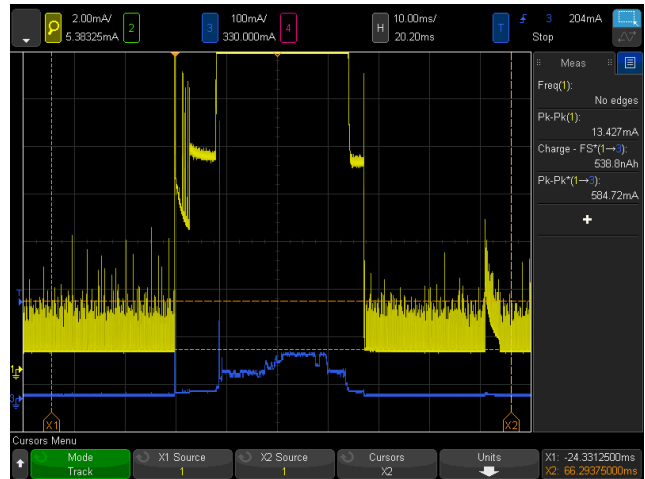 2.00mA/
5.38325mA
2
3
100mA/
330.000mA
4
H
10.00ms/
20.20ms
T
3
204mA
Stop
Meas
Freq(1):
No edges
Pk-Pk(1):
13.427mA
Charge - FS*(1→3):
538.8nAh
Pk-Pk*(1→3):
584.72mA
T
1
3
X1
X2
Cursors Menu
Mode
Track
X1 Source
1
X2 Source
1
Cursors
X2
Units
X1: -24.3312500ms
X2: 66.29375000ms